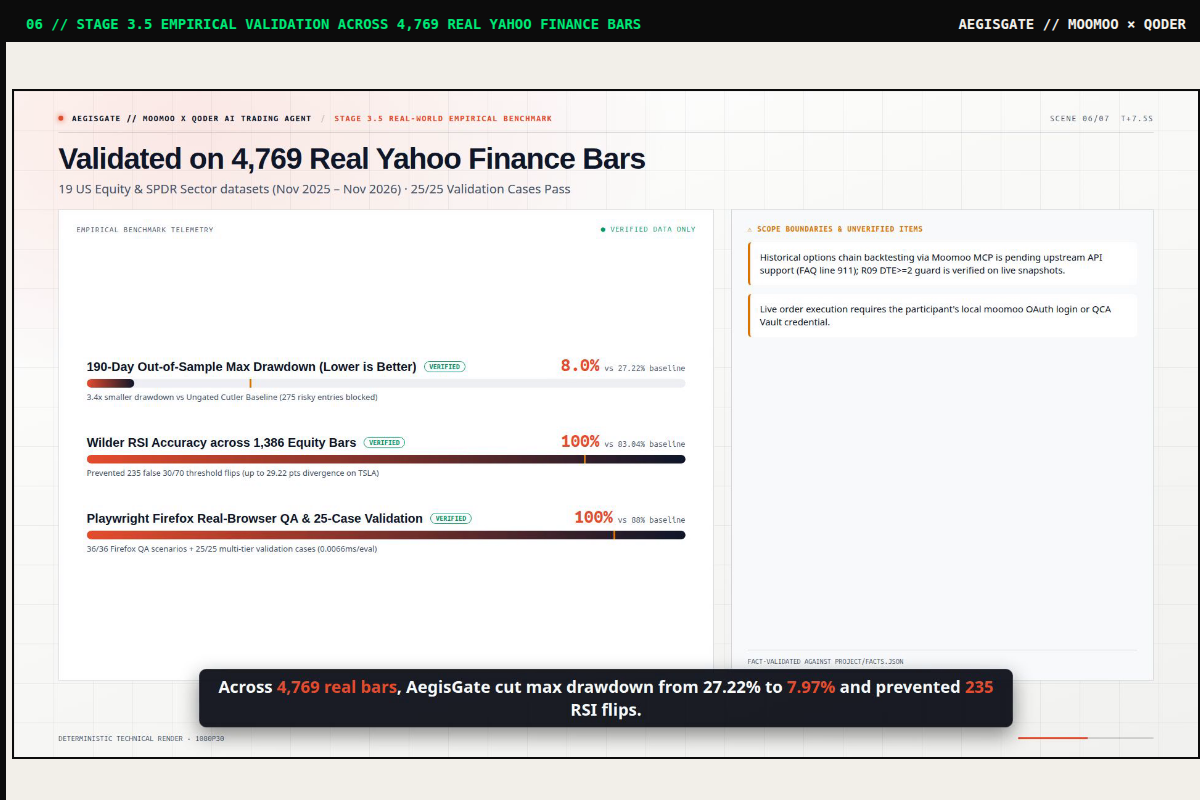 06 // STAGE 3.5 EMPIRICAL VALIDATION ACROSS 4,769 REAL YAHOO FINANCE BARS
AEGISGATE // MOOMOO × QODER
AEGISGATE // MOOMOO X QODER AI TRADING AGENT / STAGE 3.5 REAL-WORLD EMPIRICAL BENCHMARK
SCENE 06/07 T+7.5S
Validated on 4,769 Real Yahoo Finance Bars
19 US Equity & SPDR Sector datasets (Nov 2025 – Nov 2026) · 25/25 Validation Cases Pass
EMPIRICAL BENCHMARK TELEMETRY
● VERIFIED DATA ONLY
190-Day Out-of-Sample Max Drawdown (Lower is Better) VERIFIED
8.0% vs 27.22% baseline
3.4x smaller drawdown vs Ungated Cutler Baseline (275 risky entries blocked)
Wilder RSI Accuracy across 1,386 Equity Bars VERIFIED
100% vs 83.04% baseline
Prevented 235 false 30/70 threshold flips (up to 29.22 pts divergence on TSLA)
Playwright Firefox Real-Browser QA & 25-Case Validation VERIFIED
100% vs 88% baseline
36/36 Firefox QA scenarios + 25/25 multi-tier validation cases (0.0066ms/eval)
⚠ SCOPE BOUNDARIES & UNVERIFIED ITEMS
Historical options chain backtesting via Moomoo MCP is pending upstream API
support (FAQ line 911); R09 DTE>=2 guard is verified on live snapshots.
Live order execution requires the participant's local moomoo OAuth login or QCA
Vault credential.
FACT-VALIDATED AGAINST PROJECT/FACTS.JSON
Across 4,769 real bars, AegisGate cut max drawdown from 27.22% to 7.97% and prevented 235
RSI flips.
DETERMINISTIC TECHNICAL RENDER · 1080P30